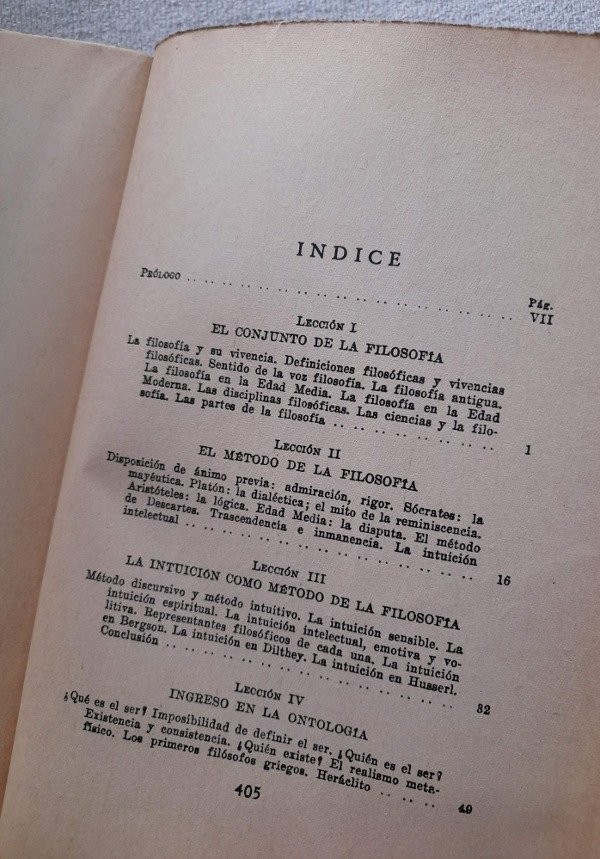 INDICE
Pág.
PRÓLOGO .. .. .. .. .. .. .. .. .. .. .. .. .. .. .. .. .. VII
LECCIÓN I
EL CONJUNTO DE LA FILOSOFÍA
La filosofía y su vivencia. Definiciones filosóficas y vivencias
filosóficas. Sentido de la voz filosofía. La filosofía antigua.
La filosofía en la Edad Media. La filosofía en la Edad
Moderna. Las disciplinas filosóficas. Las ciencias y la filo-
sofía. Las partes de la filosofía .. .. .. .. .. .. .. .. 1
LECCIÓN II
EL MÉTODO DE LA FILOSOFÍA
Disposición de ánimo previa: admiración, rigor. Sócrates: la
mayéutica. Platón: la dialéctica; el mito de la reminiscencia.
Aristóteles: la lógica. Edad Media: la disputa. El método
de Descartes. Trascendencia e inmanencia. La intuición
intelectual .. .. .. .. .. .. .. .. .. .. .. .. .. .. 16
LECCIÓN III
LA INTUICIÓN COMO MÉTODO DE LA FILOSOFÍA
Método discursivo y método intuitivo. La intuición sensible. La
intuición espiritual. La intuición intelectual, emotiva y vo-
litiva. Representantes filosóficos de cada una. La intuición
en Bergson. La intuición en Dilthey. La intuición en Husserl.
Conclusión .. .. .. .. .. .. .. .. .. .. .. .. .. .. 32
LECCIÓN IV
INGRESO EN LA ONTOLOGÍA
¿Qué es el ser? Imposibilidad de definir el ser. ¿Quién es el ser?
Existencia y consistencia. ¿Quién existe? El realismo meta-
físico. Los primeros filósofos griegos. Heráclito .. .. .. .. 49
405